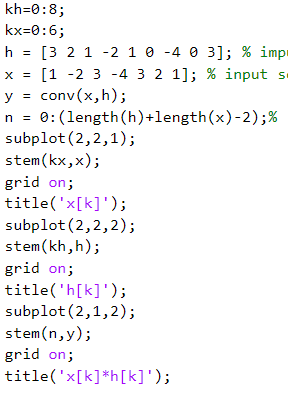 kh=0:8;
kx=0:6;
h = [3 2 1 -2 1 0 -4 0 3]; %
x = [1 -2 3 -4 3 2 1]; % input
y = conv(x,h);
n = 0:(length(h)+length(x)-2);%
subplot(2,2,1);
stem(kx,x);
grid on;
title('x[k]');
subplot(2,2,2);
stem(kh,h);
grid on;
title('h[k]');
subplot(2,1,2);
stem(n,y);
grid on;
title('x[k]*h[k]');